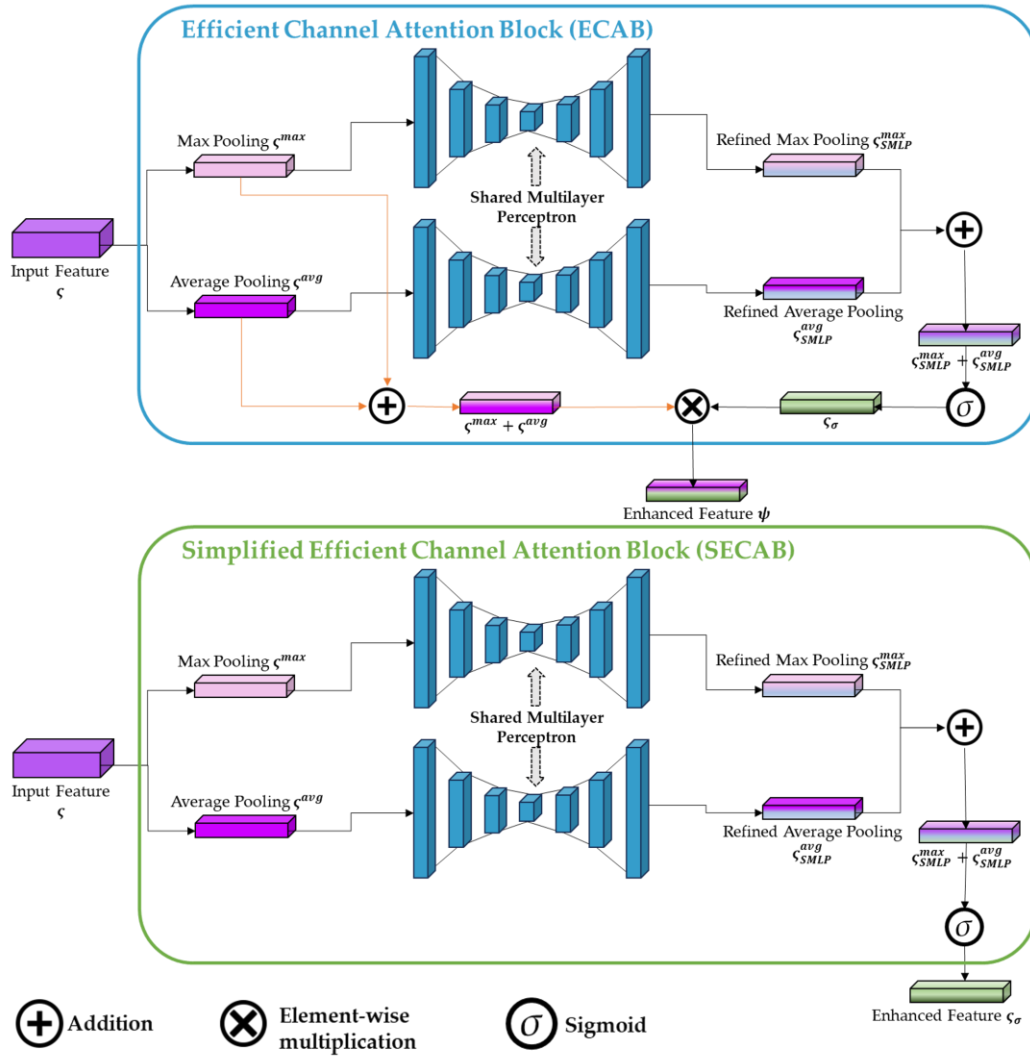 Efficient Channel Attention Block (ECAB)
Max Pooling ς^max
Refined Max Pooling ς^max_SMLP
Shared Multilayer
Perceptron
Input Feature
ς
Average Pooling ς^avg
Refined Average Pooling
ς^avg_SMLP
ς^max_SMLP + ς^avg_SMLP
ς^max + ς^avg
ς_σ
σ
Enhanced Feature ψ
Simplified Efficient Channel Attention Block (SECAB)
Max Pooling ς^max
Refined Max Pooling ς^max_SMLP
Shared Multilayer
Perceptron
Input Feature
ς
Average Pooling ς^avg
Refined Average Pooling
ς^avg_SMLP
ς^max_SMLP + ς^avg_SMLP
σ
Enhanced Feature ς_σ
+ Addition
× Element-wise
multiplication
σ Sigmoid